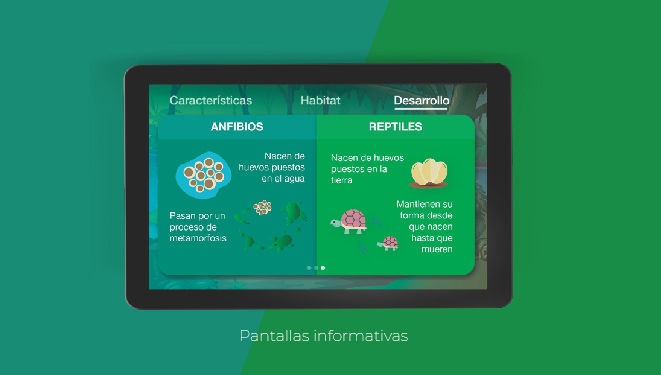 Características
Habitat
Desarrollo
ANFIBIOS
REPTILES
Nacen de
huevos puestos
en el agua
Pasan por un
proceso de
metamorfosis
Nacen de huevos
puestos en la
tierra
Mantienen su
forma desde
que nacen
hasta que
mueren
Pantallas informativas